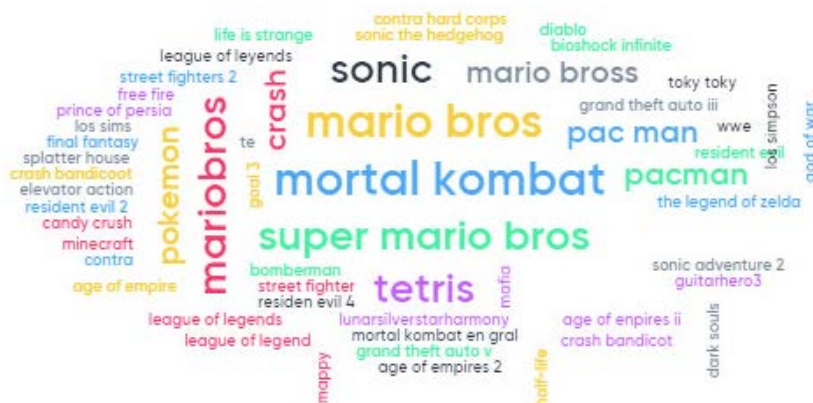 contra hard corps
life is strange
sonic the hedgehog
diablo
bioshock infinite
league of leyends
sonic
mario bross
street fighters 2
crash
toky toky
free fire
grand theft auto iii
prince of persia
mario bros
pac man
wwe
los simpson
god of war
los sims
final fantasy
pokemon
mariobros
te
resident evil
splatter house
crash bandicoot
goal 3
mortal kombat
pacman
elevator action
resident evil 2
the legend of zelda
candy crush
super mario bros
minecraft
contra
bomberman
sonic adventure 2
age of empire
street fighter
tetris
mafia
guitarhero3
residen evil 4
league of legends
lunarsilverstarharmony
age of enpires ii
dark souls
league of legend
mortal kombat en gral
crash bandicot
grand theft auto v
mappy
age of empires 2
half-life